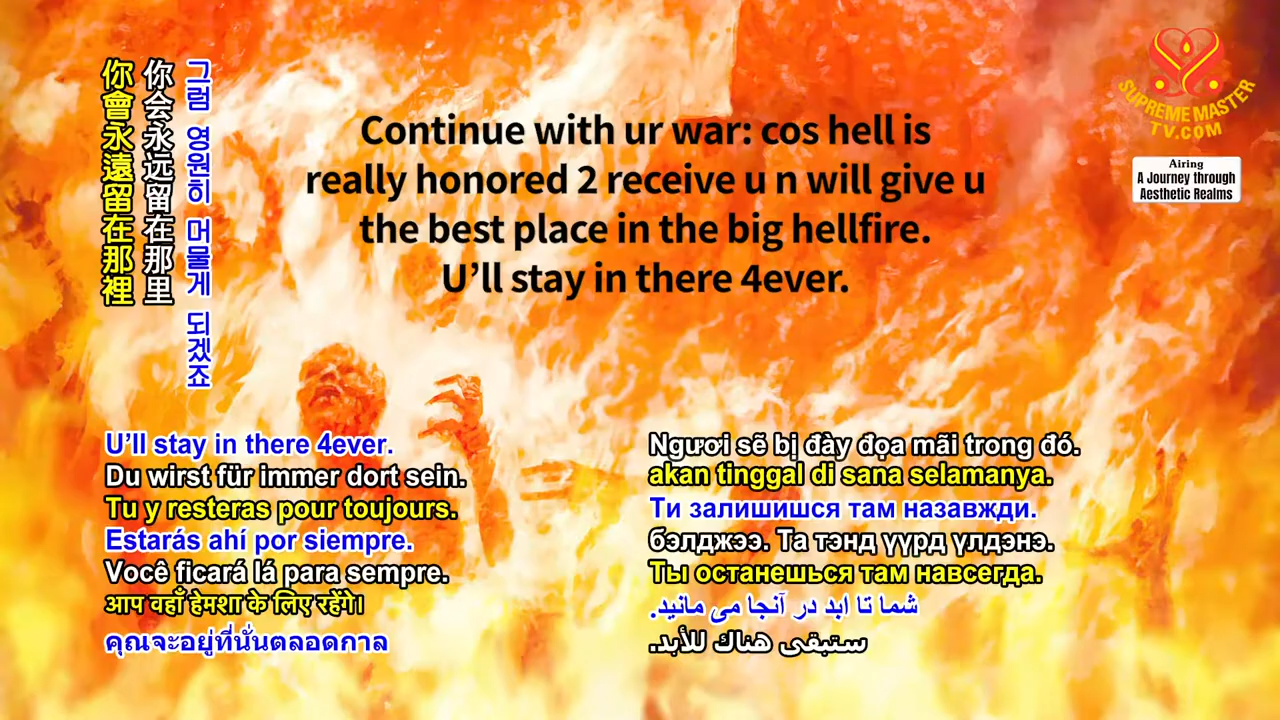 你會永遠留在那裡
你会永远留在那里
그럼 영원히 머물게 되겠죠
Continue with ur war: cos hell is
really honored 2 receive u n will give u
the best place in the big hellfire.
U’ll stay in there 4ever.
SUPREME MASTER
TV.COM
Airing
A Journey through
Aesthetic Realms
U’ll stay in there 4ever.
Du wirst für immer dort sein.
Tu y resteras pour toujours.
Estarás ahí por siempre.
Você ficará lá para sempre.
आप वहाँ हेमशा के लिए रहेंगे।
คุณจะอยู่ที่นั่นตลอดกาล
Ngươi sẽ bị đày đọa mãi trong đó.
akan tinggal di sana selamanya.
Ти залишишся там назавжди.
бэлджээ. Та тэнд үүрд үлдэнэ.
Ты останешься там навсегда.
شما تا ابد در آنجا می مانید.
ستبقى هناك للأبد.